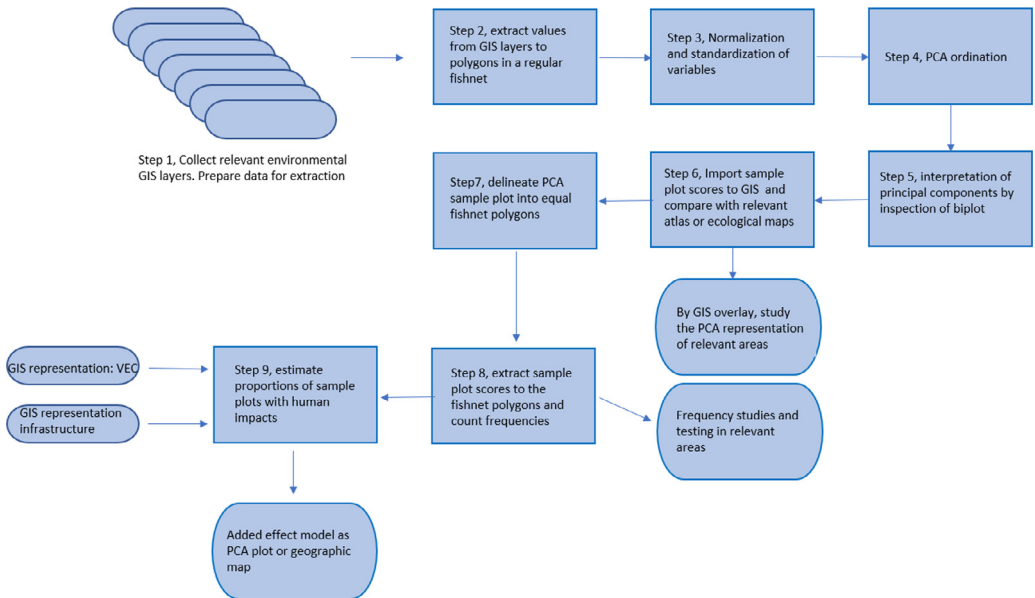 Step 1, Collect relevant environmental
GIS layers. Prepare data for extraction
Step 2, extract values
from GIS layers to
polygons in a regular
fishnet
Step 3, Normalization
and standardization of
variables
Step 4, PCA ordination
Step 5, interpretation of
principal components by
inspection of biplot
Step 6, Import sample
plot scores to GIS and
compare with relevant
atlas or ecological maps
Step7, delineate PCA
sample plot into equal
fishnet polygons
By GIS overlay, study
the PCA representation
of relevant areas
Step 8, extract sample
plot scores to the
fishnet polygons and
count frequencies
Frequency studies and
testing in relevant
areas
GIS representation: VEC
GIS representation
infrastructure
Step 9, estimate
proportions of sample
plots with human
impacts
Added effect model as
PCA plot or geographic
map